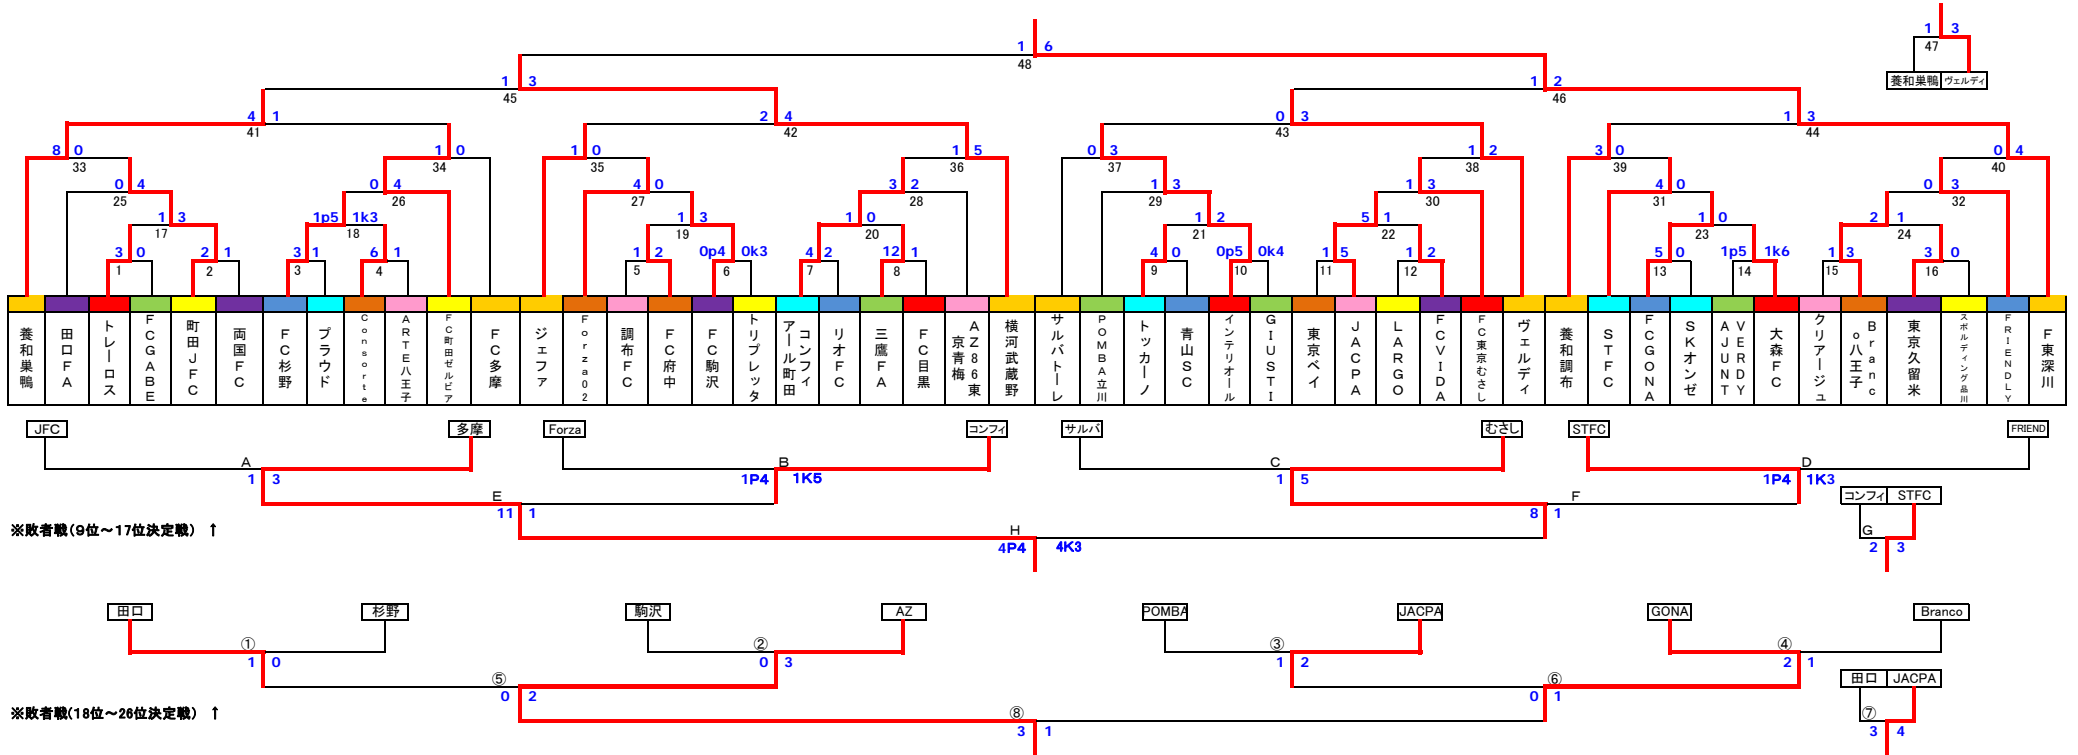 1 3
47
養和巣鴨 ヴェルディ
1 6
48
1 3
45
1 2
46
4 1
41
2 4
42
0 3
43
1 3
44
8 0
33
1 0
34
1 0
35
1 5
36
0 3
37
1 2
38
3 0
39
0 4
40
0 4
25
0 4
26
4 0
27
3 2
28
1 3
29
1 3
30
4 0
31
0 3
32
1 3
17
1p5 1k3
18
1 3
19
1 0
20
1 2
21
5 1
22
1 0
23
2 1
24
3 0
1
2 1
2
3 1
3
6 1
4
1 2
5
0p4 0k3
6
4 2
7
12 1
8
4 0
9
0p5 0k4
10
1 5
11
1 2
12
5 0
13
1p5 1k6
14
1 3
15
3 0
16
養和巣鴨
田口FA
トレーロス
FCGABE
町田JFC
両国FC
FC杉野
プラウド
Consorte
ARTE八王子
FC町田ゼルビア
FC多摩
ジェファ
Forza02
調布FC
FC府中
FC駒沢
トリプレッタ
コンフィアール町田
リオFC
三鷹FA
FC目黒
AZ86東京青梅
横河武蔵野
サルバトーレ
POMBA立川
トッカーノ
青山SC
インテリオール
GIUSTI
東京ベイ
JACPA
LARGO
FCVIDA
FC東京むさし
ヴェルディ
養和調布
STFC
FCGONA
SKオンゼ
VERDYAJUNT
大森FC
クリアージュ
Branco八王子
東京久留米
スポルディング品川
FRIENDLY
F東深川
JFC 多摩 Forza コンフィ サルバ むさし STFC FRIEND
A B C D
1 3 1P4 1K5 1 5 1P4 1K3
E F
11 1 8 1
コンフィ STFC
G
2 3
※敗者戦(9位～17位決定戦) ↑
H
4P4 4K3
田口 杉野 駒沢 AZ POMBA JACPA GONA Branco
① ② ③ ④
1 0 0 3 1 2 2 1
⑤ ⑥
0 2 0 1
田口 JACPA
⑦
3 4
※敗者戦(18位～26位決定戦) ↑
⑧
3 1